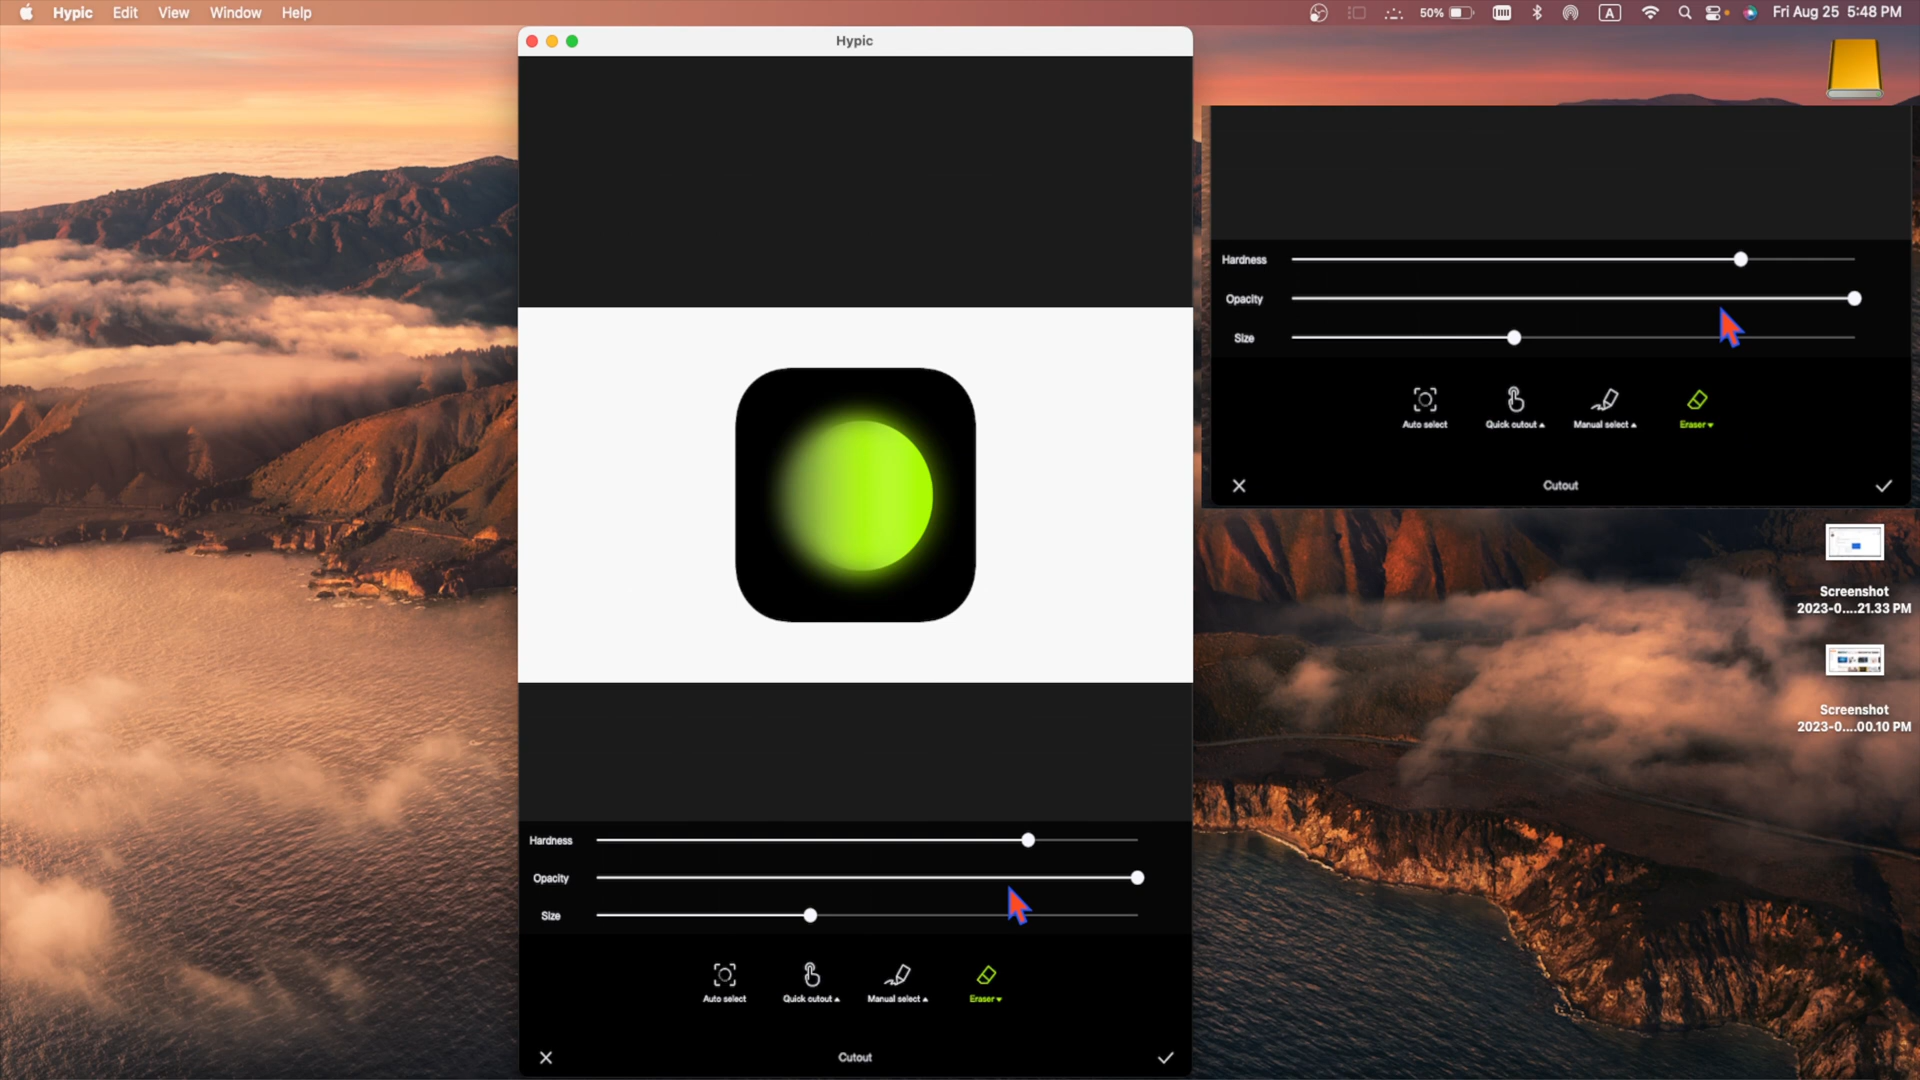 Hypic Edit View Window Help
50% A Fri Aug 25 5:48 PM
Hypic
Hardness
Opacity
Size
Auto select Quick cutout Manual select Eraser
Cutout
Hardness
Opacity
Size
Auto select Quick cutout Manual select Eraser
Cutout
Screenshot
2023-0....21.33 PM
Screenshot
2023-0....00.10 PM